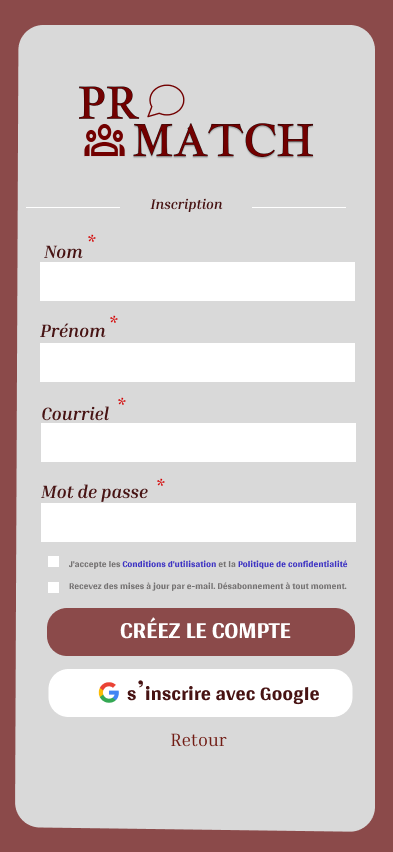 PR
MATCH
Inscription
Nom *
Prénom *
Courriel *
Mot de passe *
J'accepte les Conditions d'utilisation et la Politique de confidentialité
Recevez des mises à jour par e-mail. Désabonnement à tout moment.
CRÉEZ LE COMPTE
s'inscrire avec Google
Retour